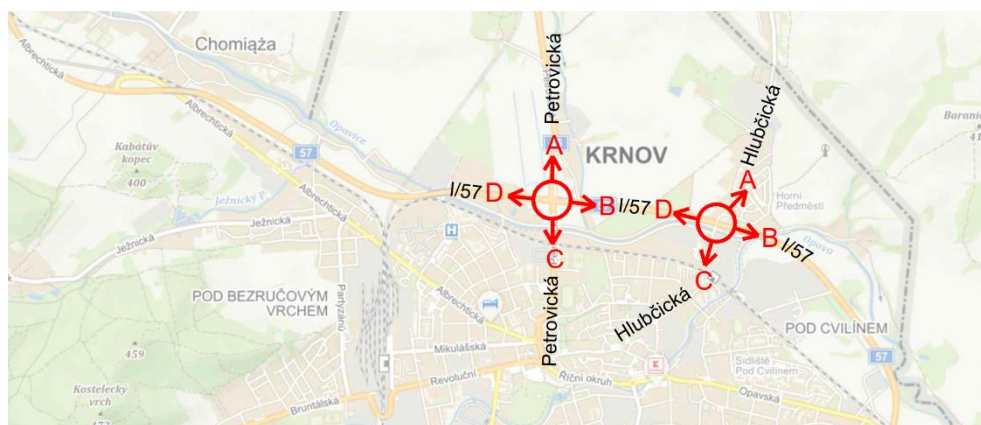 Chomiąża
Albrechtická
Albrechtická
Petrovická
Hlubčická
Opavice
57
KRNOV
Kabátův
kopec
400
Ježnický P.
Albrechtická
A
A
Horní
Předměstí
I/57
D
B
I/57
D
B
I/57
Opava
Ježnická
Ježnická
H
C
C
POD BEZRUČOVÝM
VRCHEM
Partyzánů
Albrechtická
Petrovická
Hlubčická
POD CVILÍNEM
459
Mikulášská
57
Kostelecký
vrch
Revoluční
Říční okruh
Sídliště
Pod Cvilínem
Bruntálská
Opavská